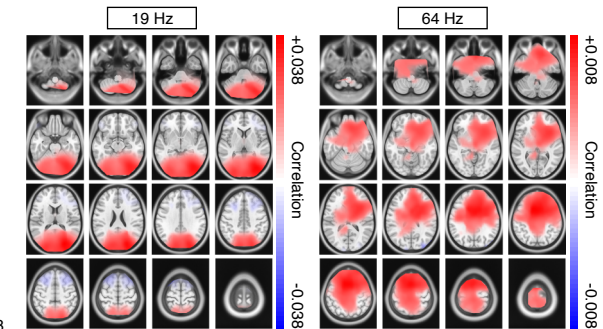 19 Hz
64 Hz
+0.038
Correlation
-0.038
+0.008
Correlation
-0.008